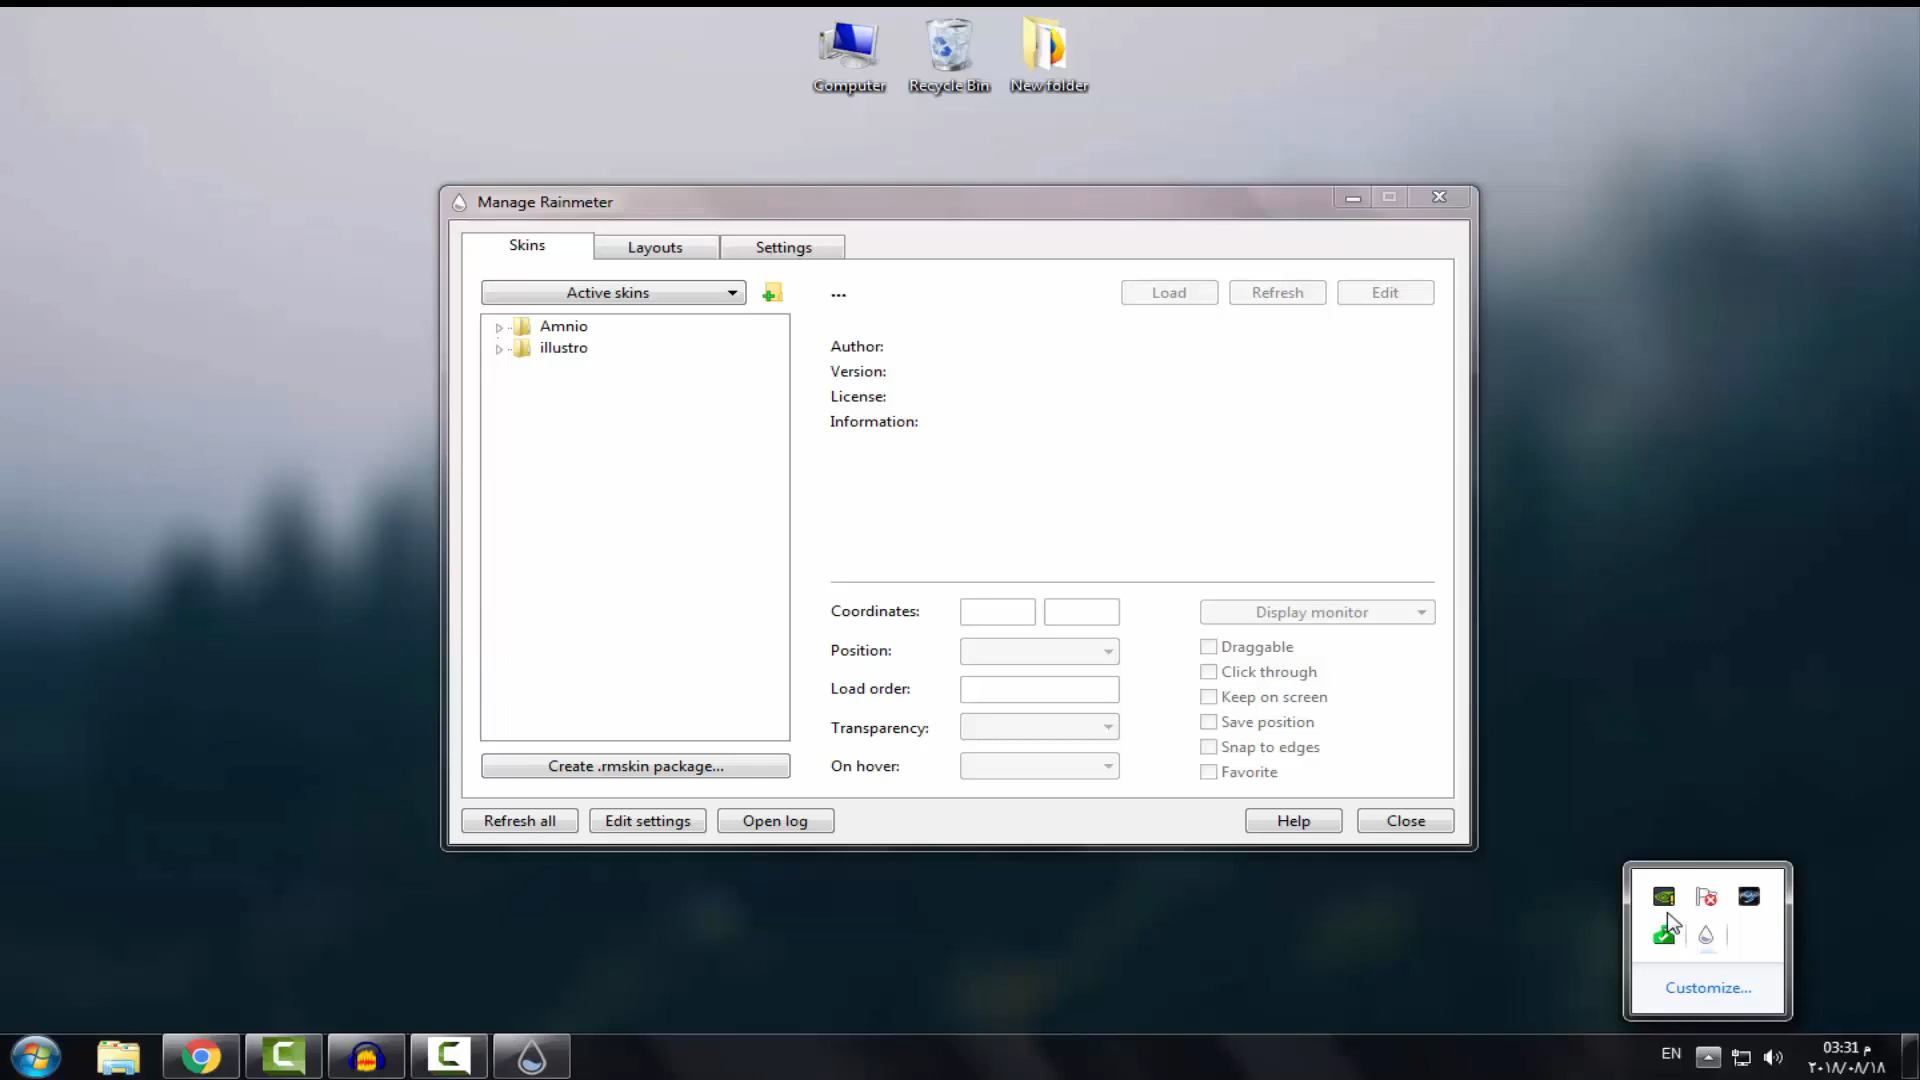 Computer
Recycle Bin
New folder
Manage Rainmeter
Skins
Layouts
Settings
Active skins
...
Load
Refresh
Edit
Amnio
illustro
Author:
Version:
License:
Information:
Coordinates:
Display monitor
Position:
Draggable
Click through
Load order:
Keep on screen
Transparency:
Save position
Snap to edges
On hover:
Favorite
Create .rmskin package...
Refresh all
Edit settings
Open log
Help
Close
Customize...
EN
03:31 م
٢٠١٨/٠٨/١٨